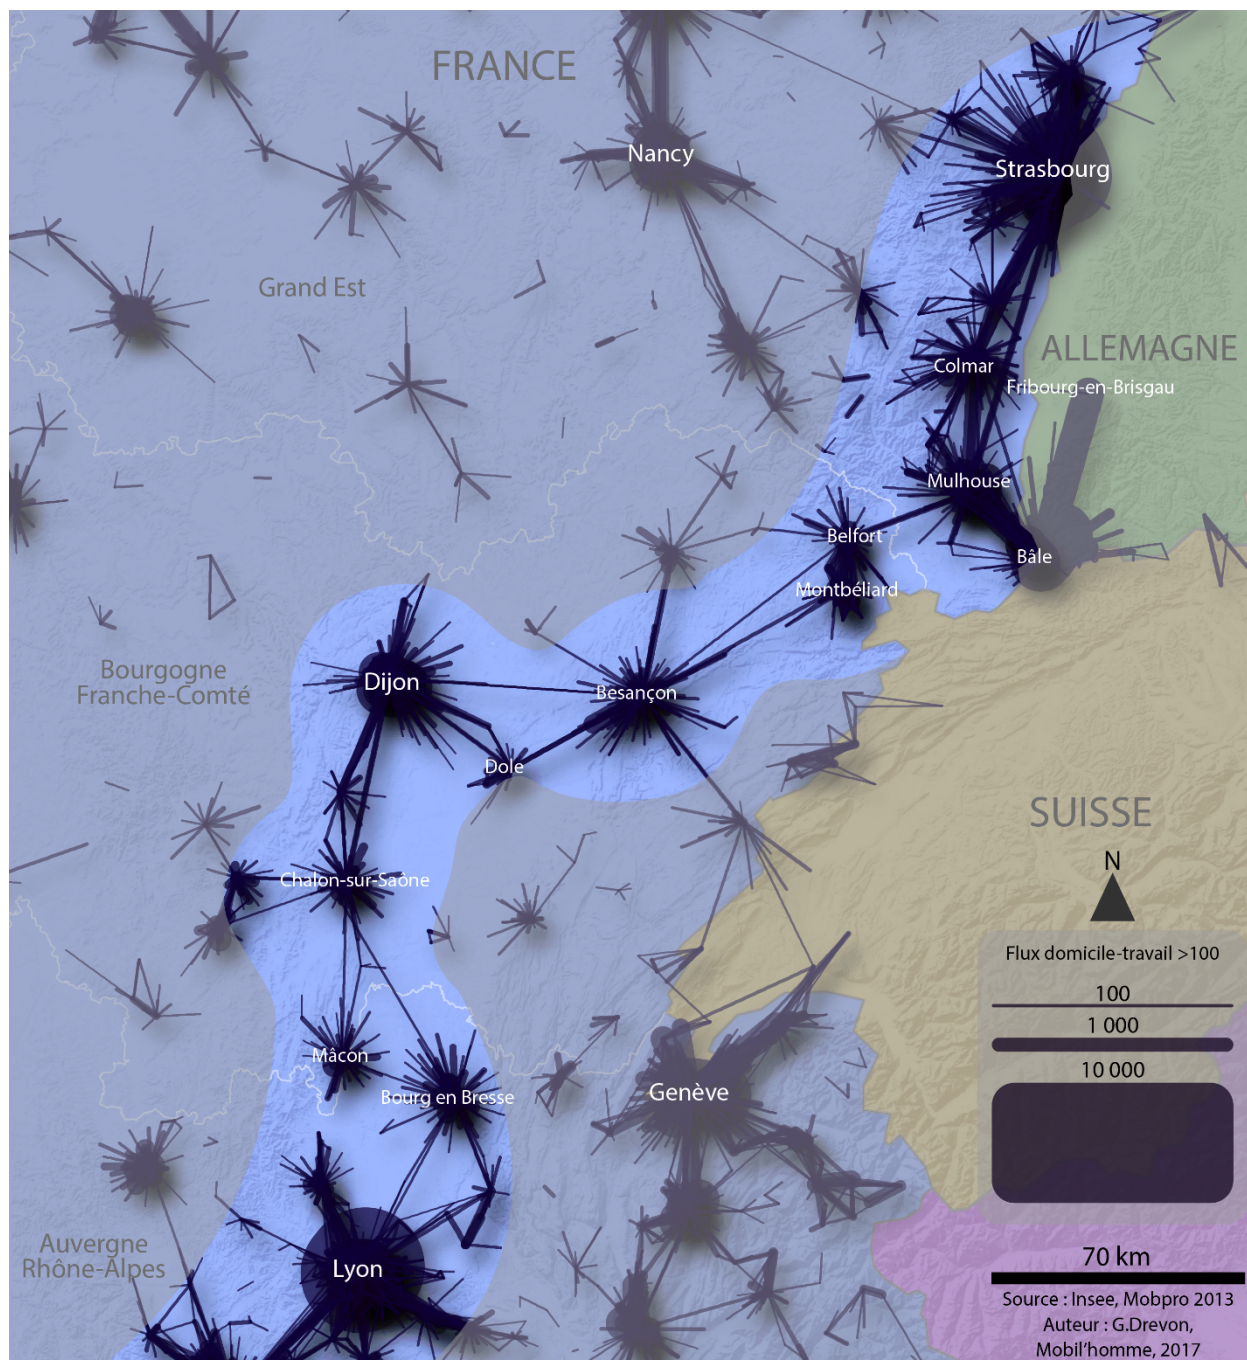 FRANCE
Nancy
Strasbourg
Grand Est
ALLEMAGNE
Colmar
Fribourg-en-Brisgau
Mulhouse
Belfort
Bâle
Montbéliard
Bourgogne
Franche-Comté
Dijon
Besançon
Dole
SUISSE
N
Chalon-sur-Saône
Flux domicile-travail >100
100
1 000
10 000
Mâcon
Bourg en Bresse
Genève
Auvergne
Rhône-Alpes
Lyon
70 km
Source : Insee, Mobpro 2013
Auteur : G.Drevon,
Mobil'homme, 2017